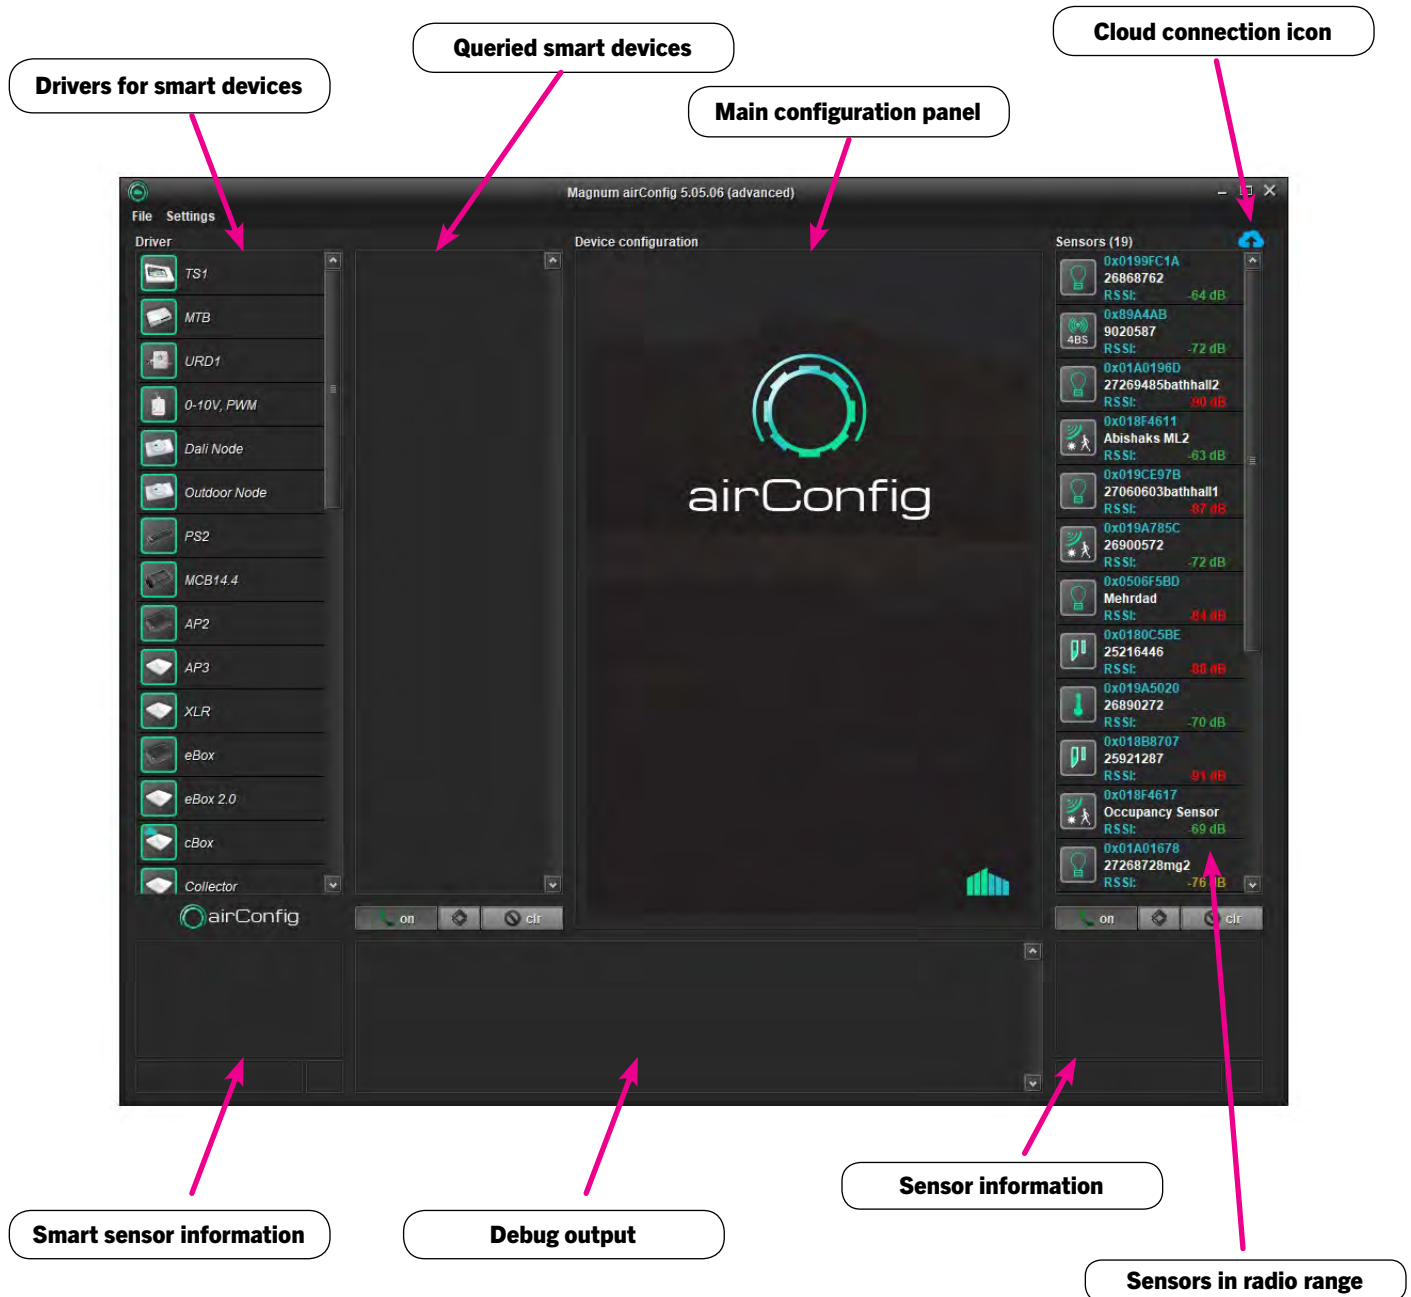 Cloud connection icon
Queried smart devices
Drivers for smart devices
Main configuration panel
Magnum airConfig 5.05.06 (advanced)
File Settings
Driver
Device configuration
Sensors (19)
TS1
MTB
URD1
0-10V, PWM
Dali Node
Outdoor Node
PS2
MCB14.4
AP2
AP3
XLR
eBox
eBox 2.0
cBox
Collector
airConfig
0x0199FC1A
26868762
RSSI: -64 dB
4BS
0x89A4AB
9020587
RSSI: -72 dB
0x01A0196D
27269485bathhall2
RSSI: -90 dB
0x018F4611
Abishaks ML2
RSSI: -63 dB
0x019CE97B
27060603bathhall1
RSSI: -87 dB
0x019A785C
26900572
RSSI: -72 dB
0x0506F5BD
Mehrdad
RSSI: -84 dB
0x0180C5BE
25216446
RSSI: -88 dB
0x019A5020
26890272
RSSI: -70 dB
0x018B8707
25921287
RSSI: -91 dB
0x018F4617
Occupancy Sensor
RSSI: -69 dB
0x01A01678
27268728mg2
RSSI: -76 dB
airConfig
on clr
on clr
Sensor information
Smart sensor information
Debug output
Sensors in radio range